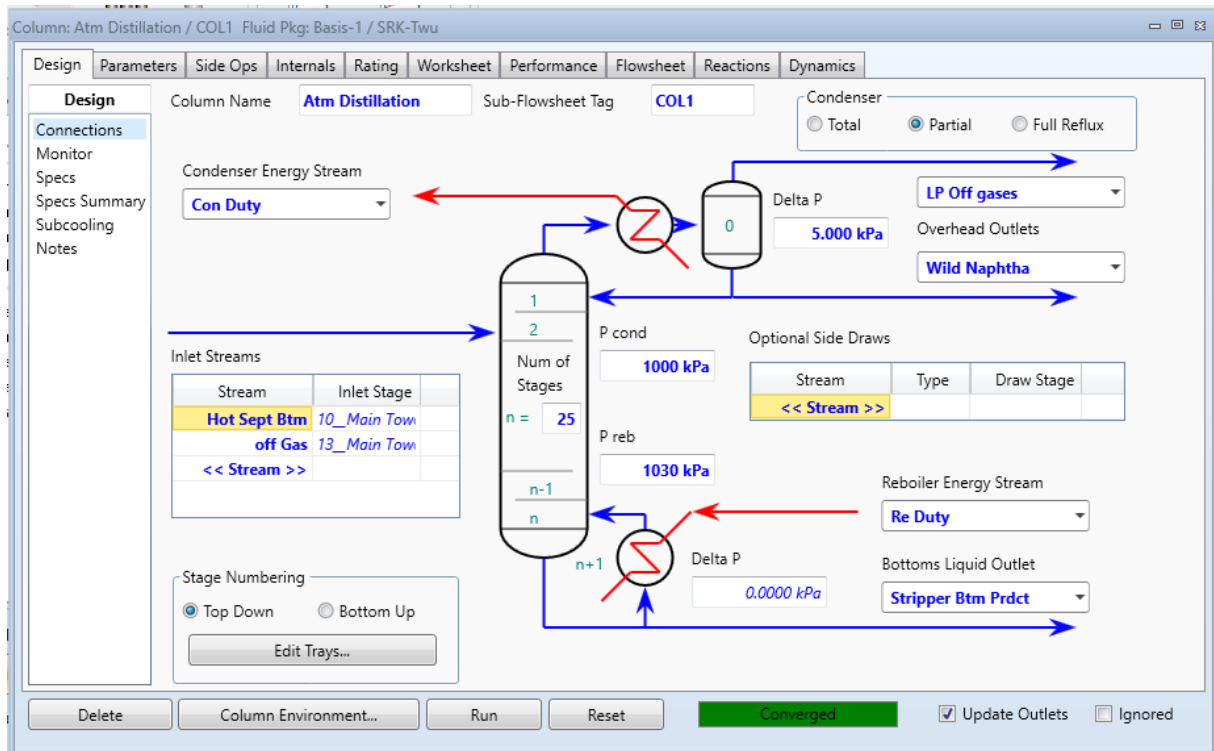 Column: Atm Distillation / COL1 Fluid Pkg: Basis-1 / SRK-Twu
Design Parameters Side Ops Internals Rating Worksheet Performance Flowsheet Reactions Dynamics
Design
Connections
Monitor
Specs
Specs Summary
Subcooling
Notes
Column Name Atm Distillation Sub-Flowsheet Tag COL1
Condenser
Total Partial Full Reflux
Condenser Energy Stream
Con Duty
0
Delta P
5.000 kPa
LP Off gases
Overhead Outlets
Wild Naphtha
1
2
Num of
Stages
n = 25
n-1
n
n+1
P cond
1000 kPa
P reb
1030 kPa
Optional Side Draws
Stream Type Draw Stage
<< Stream >>
Inlet Streams
Stream Inlet Stage
Hot Sept Btm 10__Main Tow
off Gas 13__Main Tow
<< Stream >>
Reboiler Energy Stream
Re Duty
Delta P
0.0000 kPa
Bottoms Liquid Outlet
Stripper Btm Prdct
Stage Numbering
Top Down Bottom Up
Edit Trays...
Delete Column Environment... Run Reset Converged Update Outlets Ignored